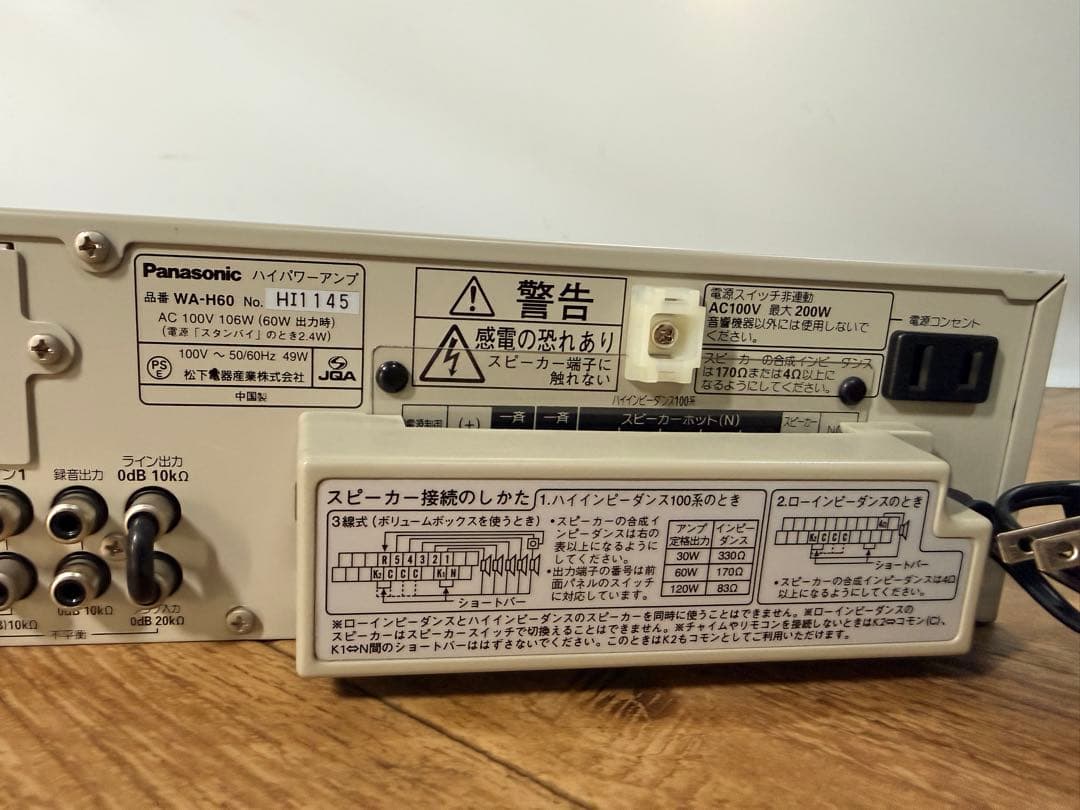 Panasonic ハイパワーアンプ
品番 WA-H60 No. HI1145
AC 100V 106W (60W 出力時)
(電源「スタンバイ」のとき2.4W)
PS E
100V 〜 50/60Hz 49W
松下電器産業株式会社
JQA
中国製
警告
感電の恐れあり
スピーカー端子に
触れない
電源スイッチ非連動
AC100V 最大 200W
音響機器以外には使用しないで
ください。
スピーカーの合成インピーダンス
は170Ωまたは4Ω以上に
なるようにしてください。
電源コンセント
ハイインピーダンス100系
電源制御 (+) 一斉 一斉 スピーカーホット(N) スピーカー
録音出力
ライン出力
0dB 10kΩ
0dB 10kΩ
0dB 20kΩ
不平衡
スピーカー接続のしかた
3線式(ボリュームボックスを使うとき)
R 5 4 3 2 1
K2 C C C K1 N
ショートバー
1.ハイインピーダンス100系のとき
•スピーカーの合成イ
ンピーダンスは右の
表以上になるように
してください。
•出力端子の番号は前
面パネルのスイッチ
に対応しています。
アンプ定格出力 インピーダンス
30W 330Ω
60W 170Ω
120W 83Ω
2.ローインピーダンスのとき
4Ω
K2 C C C
ショートバー
•スピーカーの合成インピーダンスは4Ω
以上になるようにしてください。
※ローインピーダンスとハイインピーダンスのスピーカーを同時に使うことはできません。※ローインピーダンスの
スピーカーはスピーカースイッチで切換えることはできません。※チャイムやリモコンを接続しないときはK2⇔コモン(C)、
K1⇔N間のショートバーははずさないでください。このときはK2もコモンとしてご利用いただけます。